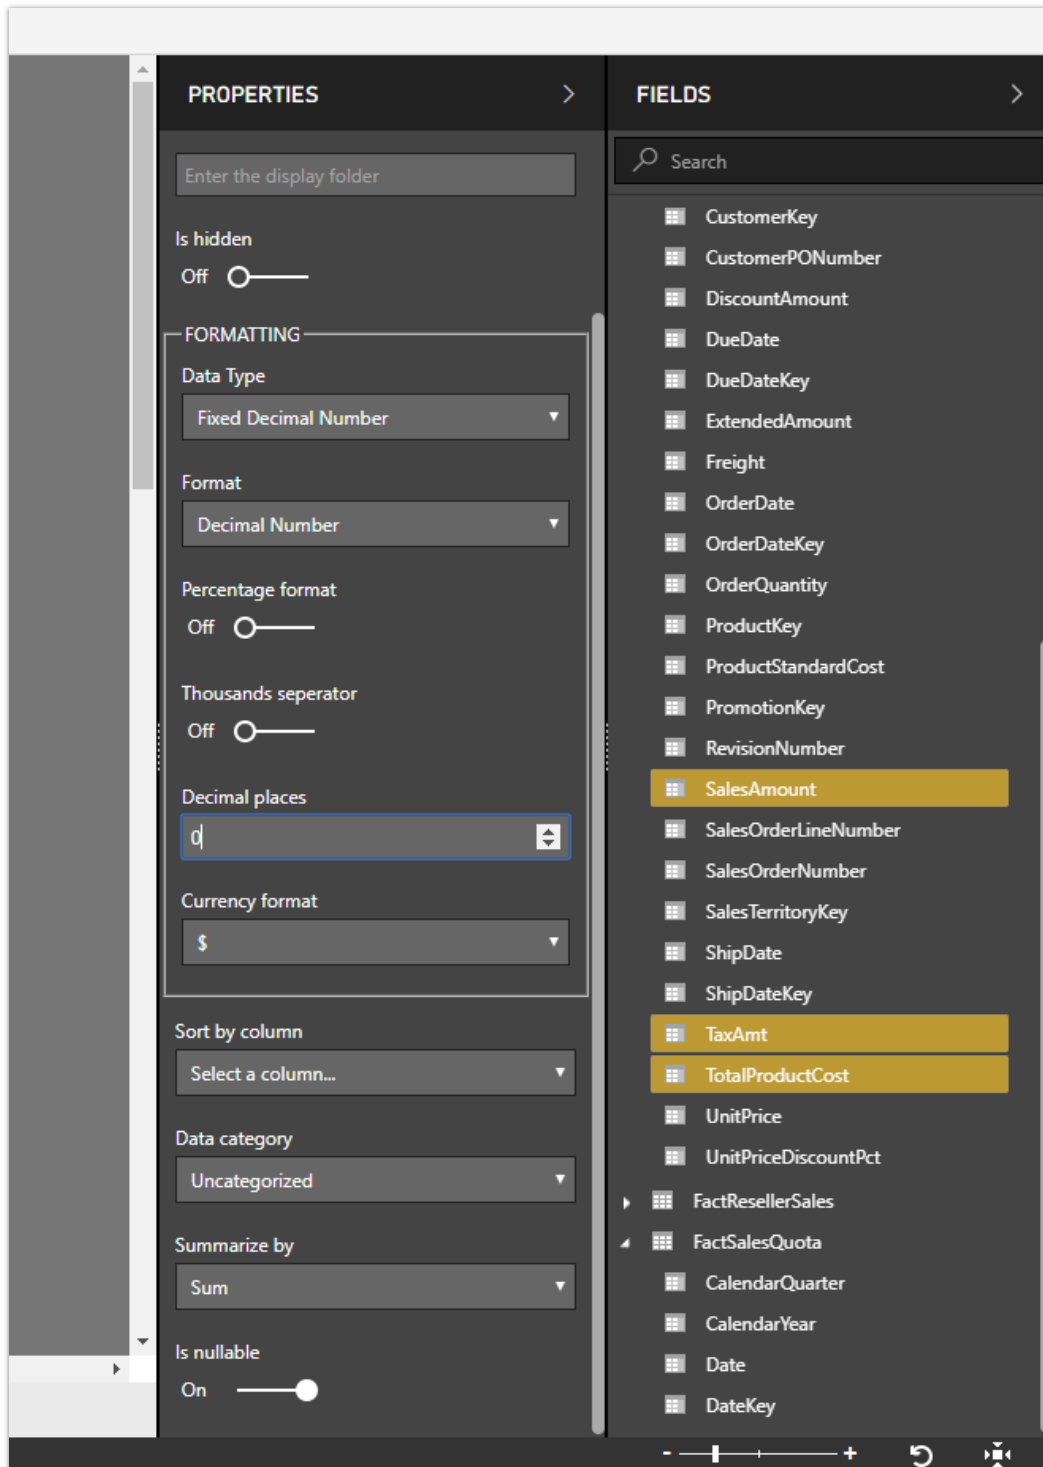 PROPERTIES
Enter the display folder
Is hidden
Off
FORMATTING
Data Type
Fixed Decimal Number
Format
Decimal Number
Percentage format
Off
Thousands seperator
Off
Decimal places
0
Currency format
$
Sort by column
Select a column...
Data category
Uncategorized
Summarize by
Sum
Is nullable
On
FIELDS
Search
CustomerKey
CustomerPONumber
DiscountAmount
DueDate
DueDateKey
ExtendedAmount
Freight
OrderDate
OrderDateKey
OrderQuantity
ProductKey
ProductStandardCost
PromotionKey
RevisionNumber
SalesAmount
SalesOrderLineNumber
SalesOrderNumber
SalesTerritoryKey
ShipDate
ShipDateKey
TaxAmt
TotalProductCost
UnitPrice
UnitPriceDiscountPct
FactResellerSales
FactSalesQuota
CalendarQuarter
CalendarYear
Date
DateKey
- +